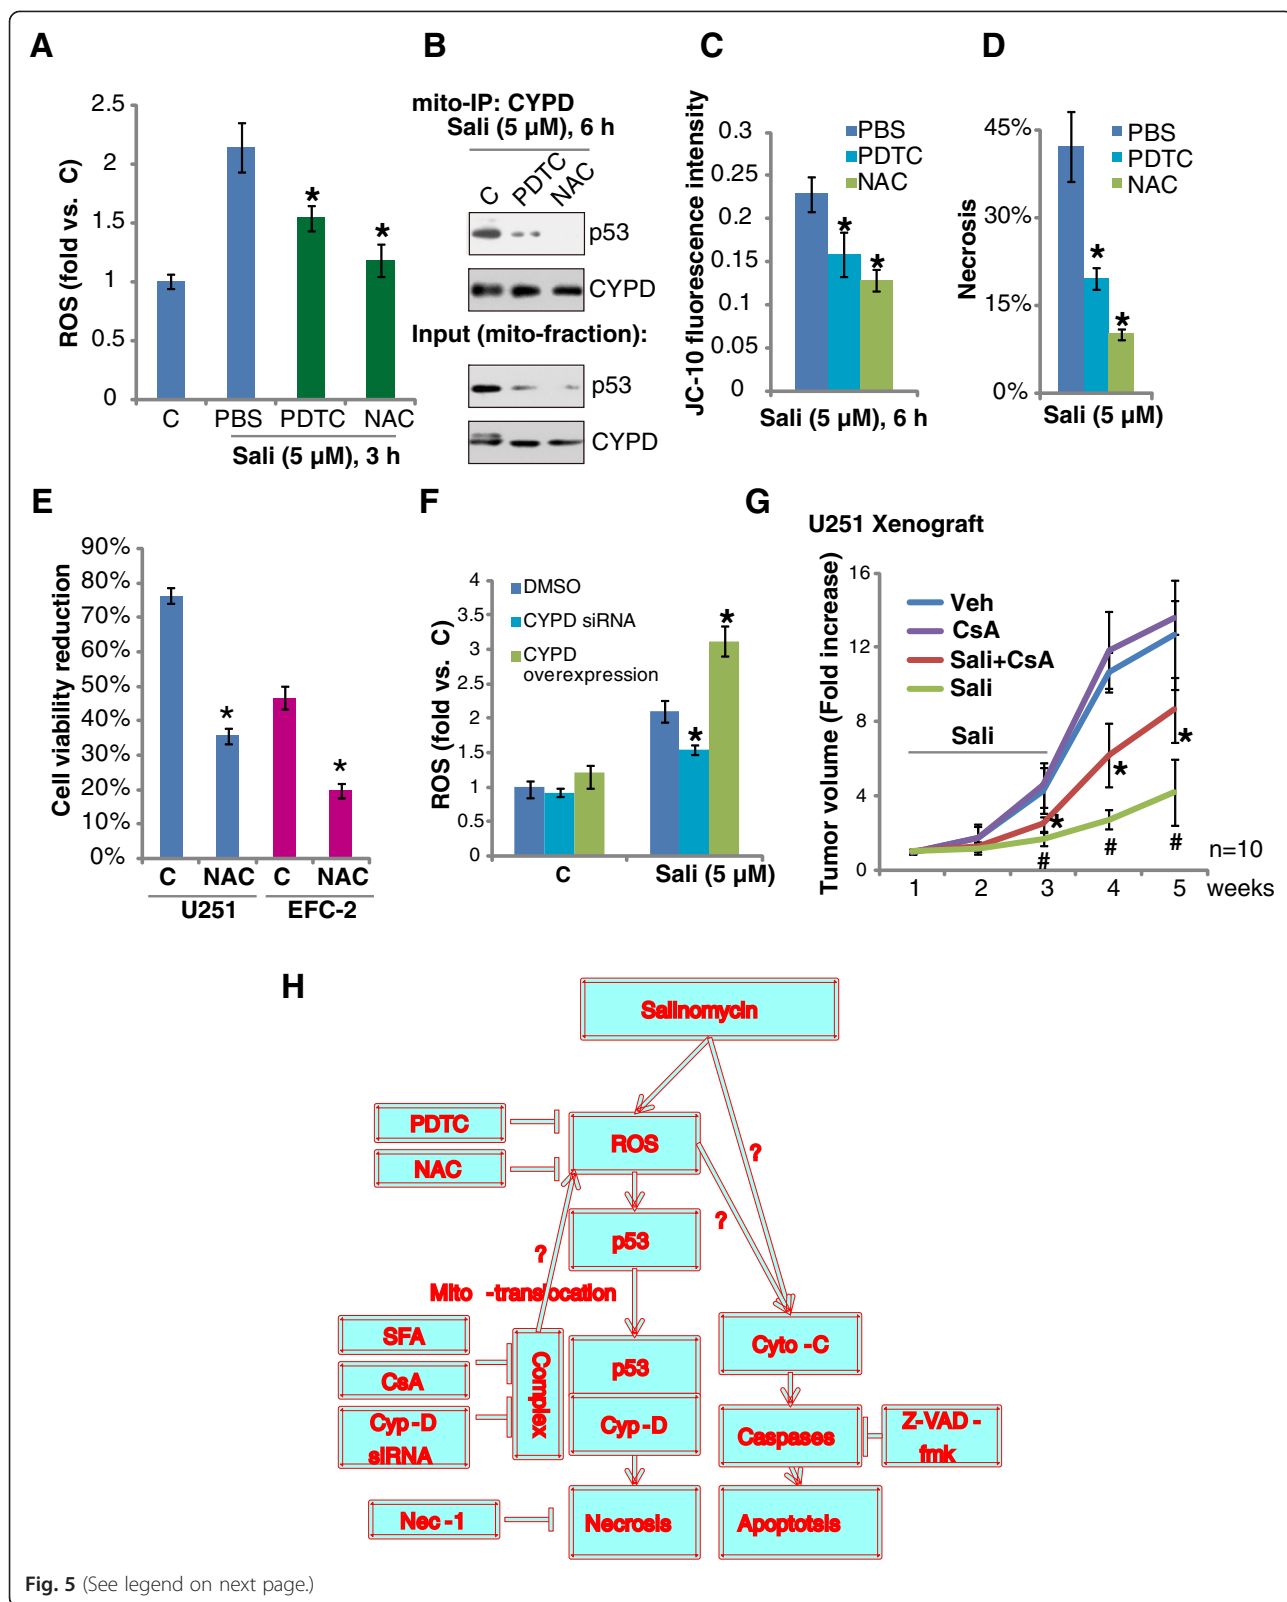 A
ROS (fold vs. C)
2.5
2
1.5
1
0.5
0
*
*
C
PBS
PDTC
NAC
Sali (5 µM), 3 h
B
mito-IP: CYPD
Sali (5 µM), 6 h
C
PDTC
NAC
p53
CYPD
Input (mito-fraction):
p53
CYPD
C
JC-10 fluorescence intensity
0.3
0.25
0.2
0.15
0.1
0.05
0
PBS
PDTC
NAC
*
*
Sali (5 µM), 6 h
D
Necrosis
45%
30%
15%
0%
PBS
PDTC
NAC
*
*
Sali (5 µM)
E
Cell viability reduction
90%
80%
70%
60%
50%
40%
30%
20%
10%
0%
*
*
C
NAC
C
NAC
U251
EFC-2
F
ROS (fold vs. C)
4
3.5
3
2.5
2
1.5
1
0.5
0
DMSO
CYPD siRNA
CYPD
overexpression
*
*
C
Sali (5 µM)
G
U251 Xenograft
Tumor volume (Fold increase)
16
12
8
4
0
Veh
CsA
Sali+CsA
Sali
Sali
*
*
*
#
#
#
n=10
1
2
3
4
5
weeks
H
Salinomycin
PDTC
NAC
ROS
?
?
?
p53
Mito -translocation
SFA
CsA
Cyp-D
siRNA
Complex
p53
Cyp-D
Cyto -C
Caspases
Z-VAD -
fmk
Nec -1
Necrosis
Apoptotsis
Fig. 5 (See legend on next page.)